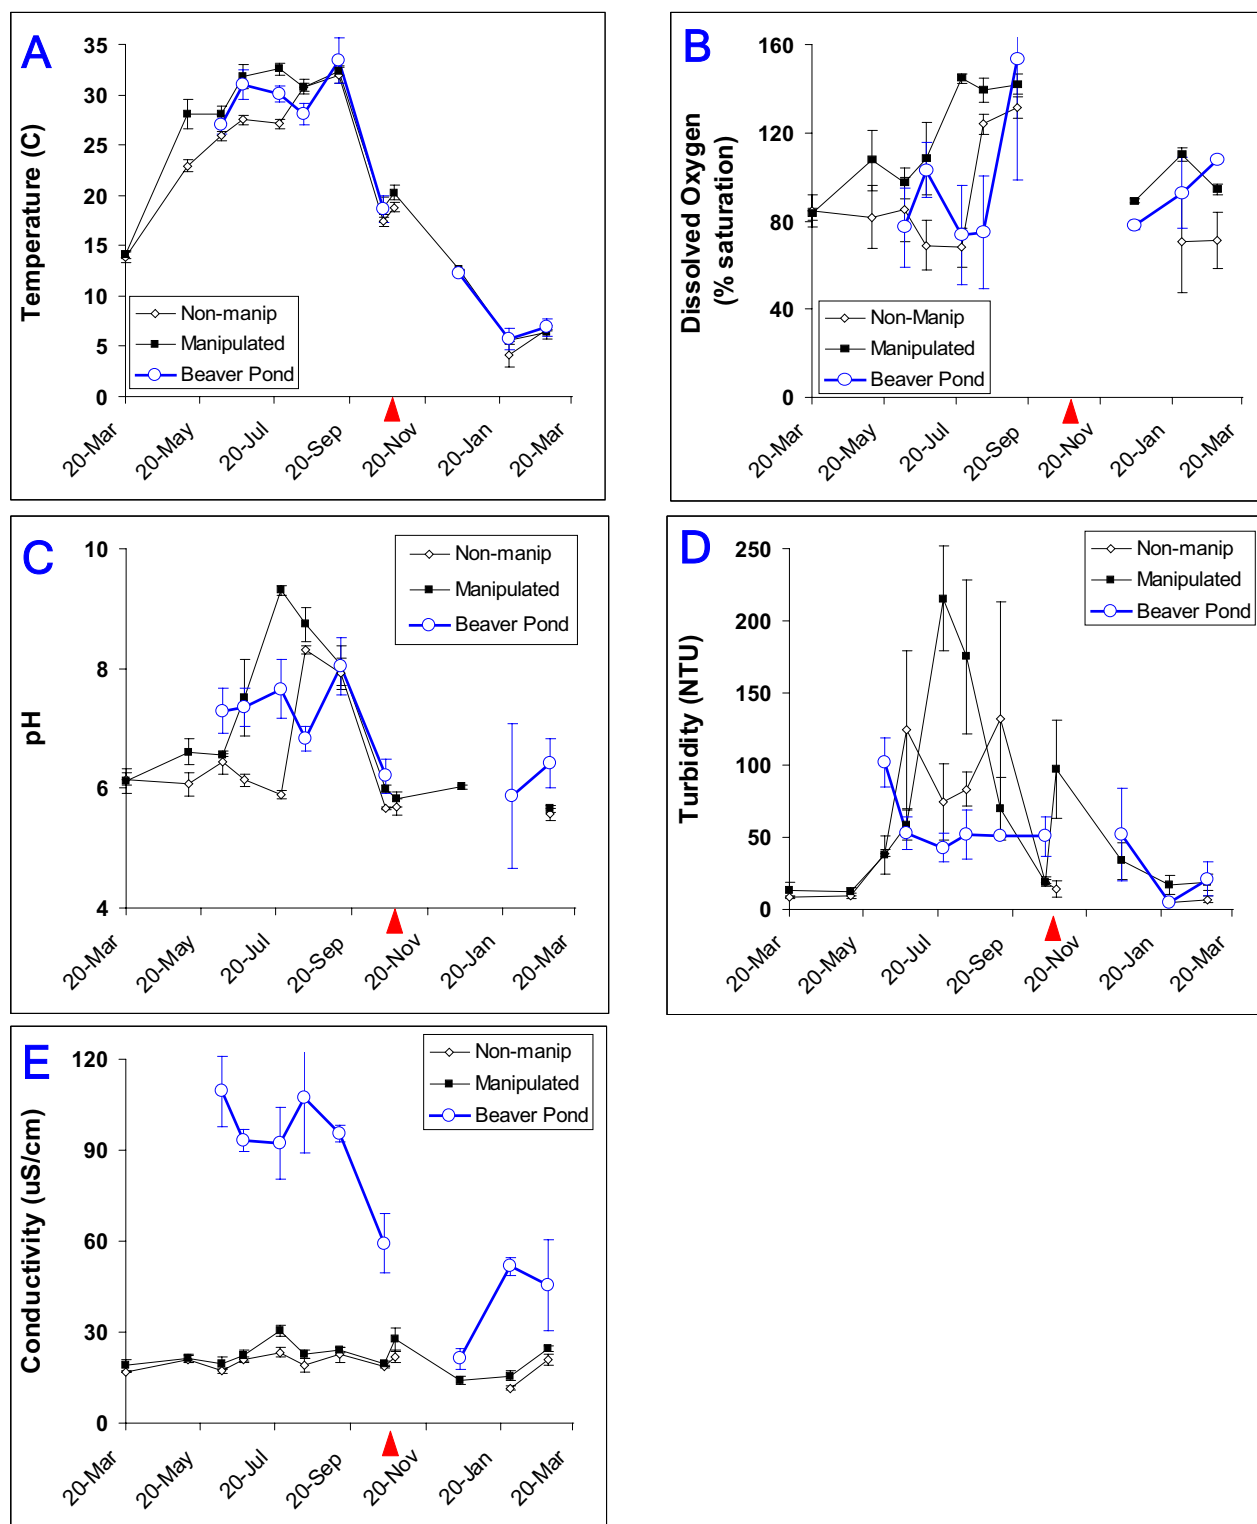 A
Temperature (C)
35
30
25
20
15
10
5
0
Non-manip
Manipulated
Beaver Pond
20-Mar
20-May
20-Jul
20-Sep
20-Nov
20-Jan
20-Mar
B
Dissolved Oxygen
(% saturation)
160
120
80
40
0
Non-Manip
Manipulated
Beaver Pond
20-Mar
20-May
20-Jul
20-Sep
20-Nov
20-Jan
20-Mar
C
pH
10
8
6
4
Non-manip
Manipulated
Beaver Pond
20-Mar
20-May
20-Jul
20-Sep
20-Nov
20-Jan
20-Mar
D
Turbidity (NTU)
250
200
150
100
50
0
Non-manip
Manipulated
Beaver Pond
20-Mar
20-May
20-Jul
20-Sep
20-Nov
20-Jan
20-Mar
E
Conductivity (uS/cm)
120
90
60
30
0
Non-manip
Manipulated
Beaver Pond
20-Mar
20-May
20-Jul
20-Sep
20-Nov
20-Jan
20-Mar